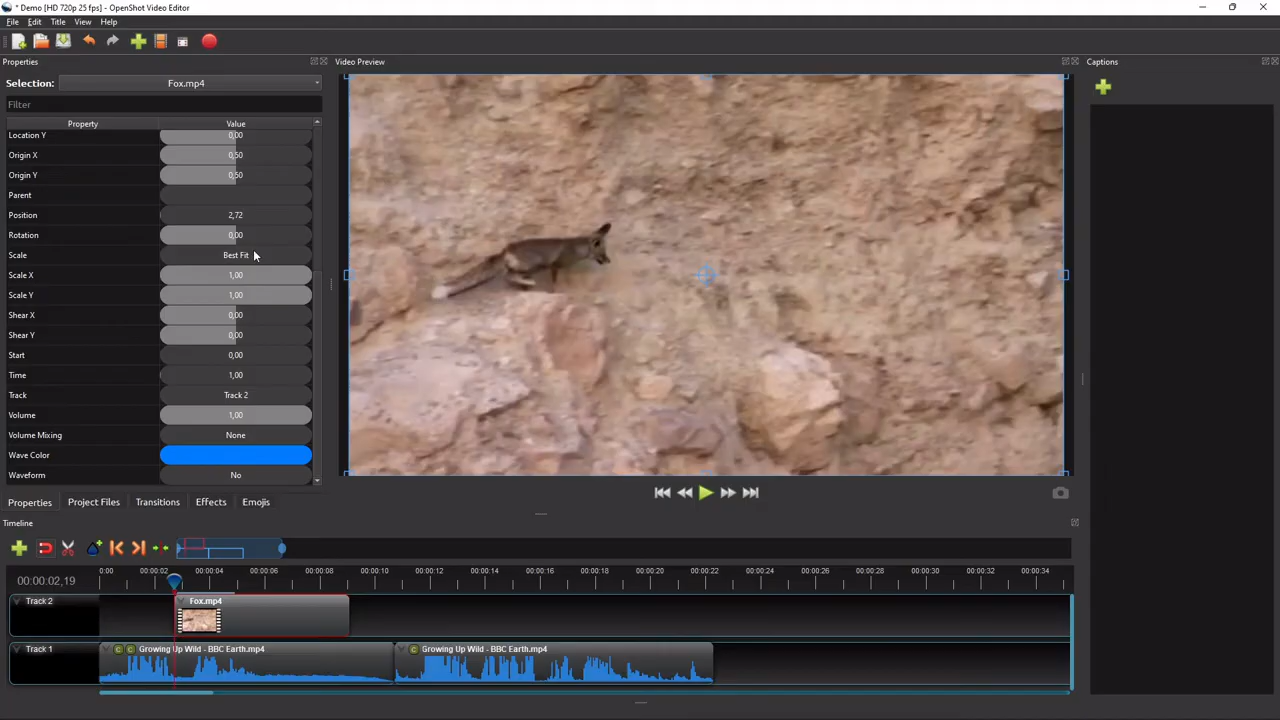 * Demo [HD 720p 25 fps] - OpenShot Video Editor
File Edit Title View Help
Properties
Video Preview
Captions
Selection: Fox.mp4
Filter
Property Value
Location Y 0,00
Origin X 0,50
Origin Y 0,50
Parent
Position 2,72
Rotation 0,00
Scale Best Fit
Scale X 1,00
Scale Y 1,00
Shear X 0,00
Shear Y 0,00
Start 0,00
Time 1,00
Track Track 2
Volume 1,00
Volume Mixing None
Wave Color
Waveform No
Properties Project Files Transitions Effects Emojis
Timeline
00:00:02,19
0:00 00:00:02 00:00:04 00:00:06 00:00:08 00:00:10 00:00:12 00:00:14 00:00:16 00:00:18 00:00:20 00:00:22 00:00:24 00:00:26 00:00:28 00:00:30 00:00:32 00:00:34
Track 2 Fox.mp4
Track 1 C C Growing Up Wild - BBC Earth.mp4 C Growing Up Wild - BBC Earth.mp4